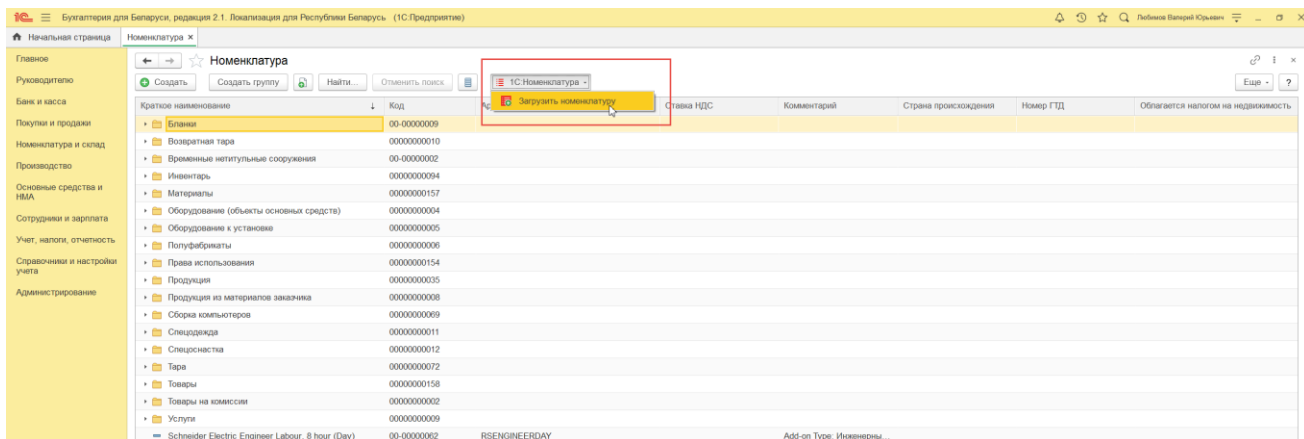 1С Бухгалтерия для Беларуси, редакция 2.1. Локализация для Республики Беларусь (1С:Предприятие) Любимов Валерий Юрьевич
Начальная страница Номенклатура ×
Главное
Руководителю
Банк и касса
Покупки и продажи
Номенклатура и склад
Производство
Основные средства и
НМА
Сотрудники и зарплата
Учет, налоги, отчетность
Справочники и настройки
учета
Администрирование
Номенклатура
Создать Создать группу Найти... Отменить поиск 1С:Номенклатура Еще - ?
Загрузить номенклатуру
Краткое наименование ↓ Код Ставка НДС Комментарий Страна происхождения Номер ГТД Облагается налогом на недвижимость
Бланки 00-00000009
Возвратная тара 00000000010
Временные нетитульные сооружения 00-00000002
Инвентарь 00000000094
Материалы 00000000157
Оборудование (объекты основных средств) 00000000004
Оборудование к установке 00000000005
Полуфабрикаты 00000000006
Права использования 00000000154
Продукция 00000000035
Продукция из материалов заказчика 00000000008
Сборка компьютеров 00000000069
Спецодежда 00000000011
Спецоснастка 00000000012
Тара 00000000072
Товары 00000000158
Товары на комиссии 00000000002
Услуги 00000000009
Schneider Electric Engineer Labour, 8 hour (Day) 00-00000062 RSENGINEERDAY Add-on Type: Инженерны...